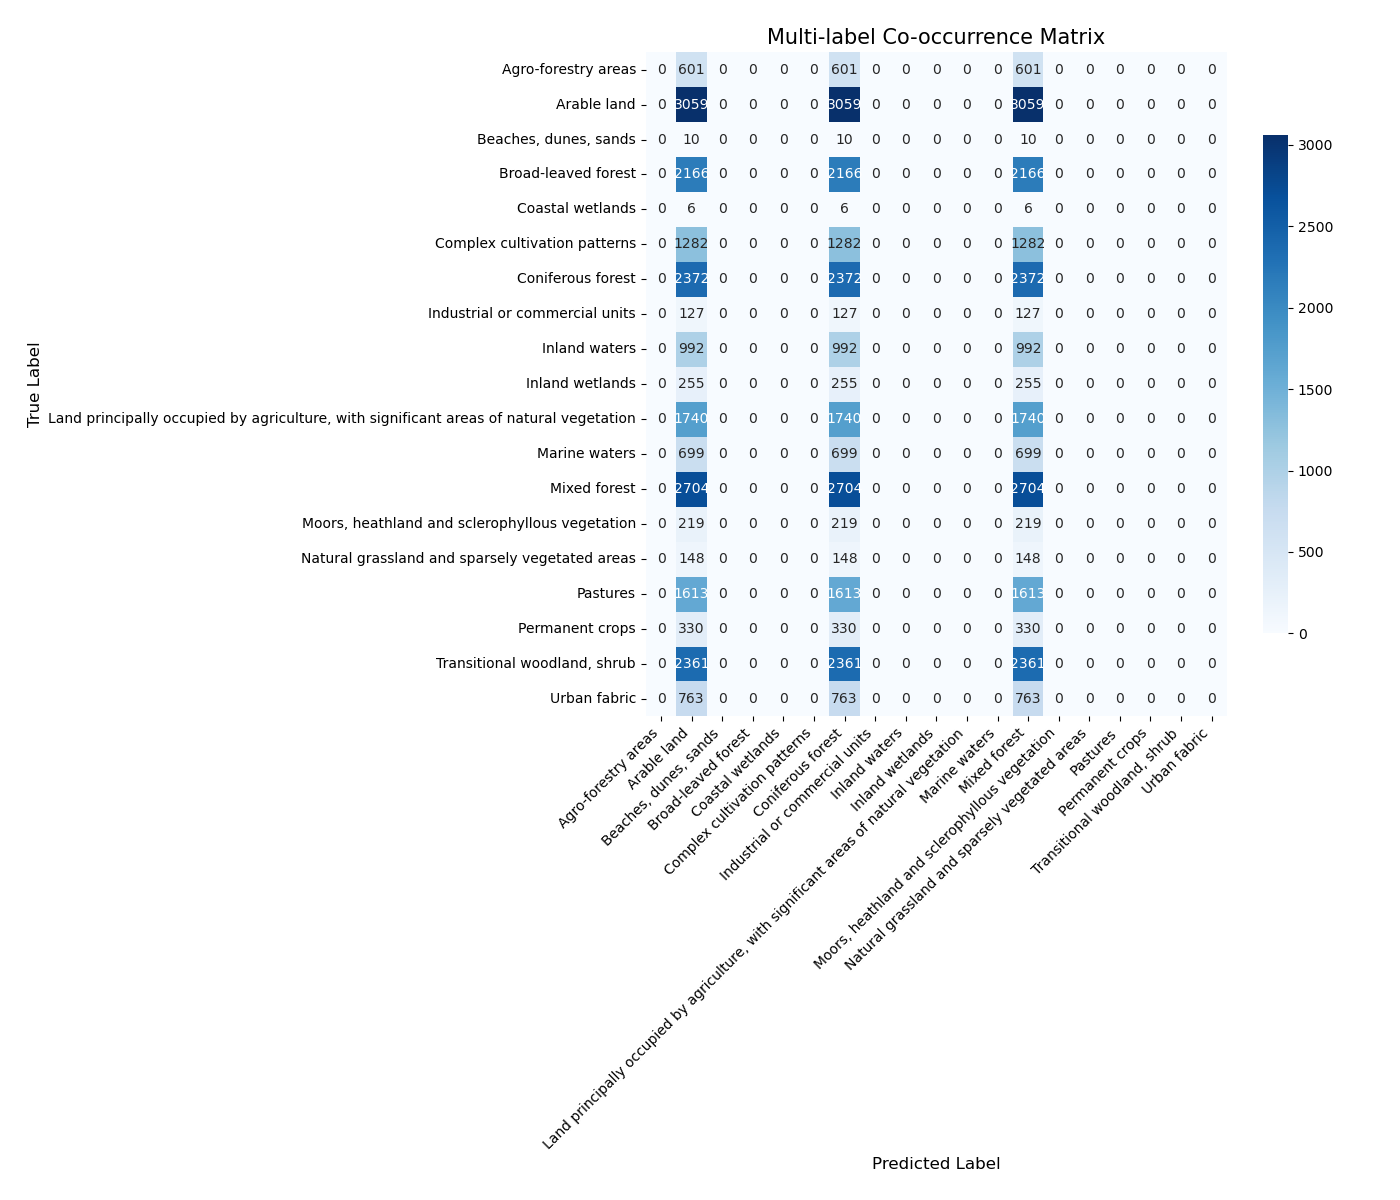 Multi-label Co-occurrence Matrix
True Label
Agro-forestry areas 0 601 0 0 0 0 601 0 0 0 0 0 601 0 0 0 0 0 0
Arable land 0 3059 0 0 0 0 3059 0 0 0 0 0 3059 0 0 0 0 0 0
Beaches, dunes, sands 0 10 0 0 0 0 10 0 0 0 0 0 10 0 0 0 0 0 0
Broad-leaved forest 0 2166 0 0 0 0 2166 0 0 0 0 0 2166 0 0 0 0 0 0
Coastal wetlands 0 6 0 0 0 0 6 0 0 0 0 0 6 0 0 0 0 0 0
Complex cultivation patterns 0 1282 0 0 0 0 1282 0 0 0 0 0 1282 0 0 0 0 0 0
Coniferous forest 0 2372 0 0 0 0 2372 0 0 0 0 0 2372 0 0 0 0 0 0
Industrial or commercial units 0 127 0 0 0 0 127 0 0 0 0 0 127 0 0 0 0 0 0
Inland waters 0 992 0 0 0 0 992 0 0 0 0 0 992 0 0 0 0 0 0
Inland wetlands 0 255 0 0 0 0 255 0 0 0 0 0 255 0 0 0 0 0 0
Land principally occupied by agriculture, with significant areas of natural vegetation 0 1740 0 0 0 0 1740 0 0 0 0 0 1740 0 0 0 0 0 0
Marine waters 0 699 0 0 0 0 699 0 0 0 0 0 699 0 0 0 0 0 0
Mixed forest 0 2704 0 0 0 0 2704 0 0 0 0 0 2704 0 0 0 0 0 0
Moors, heathland and sclerophyllous vegetation 0 219 0 0 0 0 219 0 0 0 0 0 219 0 0 0 0 0 0
Natural grassland and sparsely vegetated areas 0 148 0 0 0 0 148 0 0 0 0 0 148 0 0 0 0 0 0
Pastures 0 1613 0 0 0 0 1613 0 0 0 0 0 1613 0 0 0 0 0 0
Permanent crops 0 330 0 0 0 0 330 0 0 0 0 0 330 0 0 0 0 0 0
Transitional woodland, shrub 0 2361 0 0 0 0 2361 0 0 0 0 0 2361 0 0 0 0 0 0
Urban fabric 0 763 0 0 0 0 763 0 0 0 0 0 763 0 0 0 0 0 0
Agro-forestry areas
Arable land
Beaches, dunes, sands
Broad-leaved forest
Coastal wetlands
Complex cultivation patterns
Coniferous forest
Industrial or commercial units
Inland waters
Inland wetlands
Land principally occupied by agriculture, with significant areas of natural vegetation
Marine waters
Mixed forest
Moors, heathland and sclerophyllous vegetation
Natural grassland and sparsely vegetated areas
Pastures
Permanent crops
Transitional woodland, shrub
Urban fabric
Predicted Label
3000
2500
2000
1500
1000
500
0